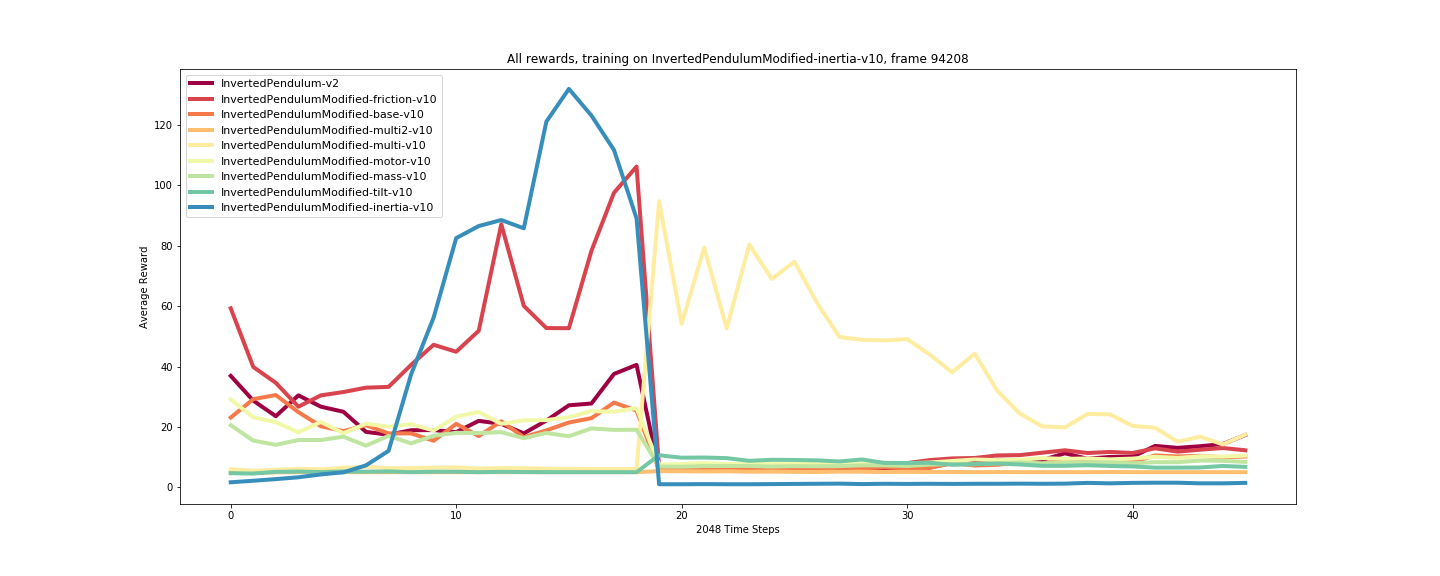 All rewards, training on InvertedPendulumModified-inertia-v10, frame 94208
InvertedPendulum-v2
InvertedPendulumModified-friction-v10
InvertedPendulumModified-base-v10
InvertedPendulumModified-multi2-v10
InvertedPendulumModified-multi-v10
InvertedPendulumModified-motor-v10
InvertedPendulumModified-mass-v10
InvertedPendulumModified-tilt-v10
InvertedPendulumModified-inertia-v10
Average Reward
120
100
80
60
40
20
0
0 10 20 30 40
2048 Time Steps